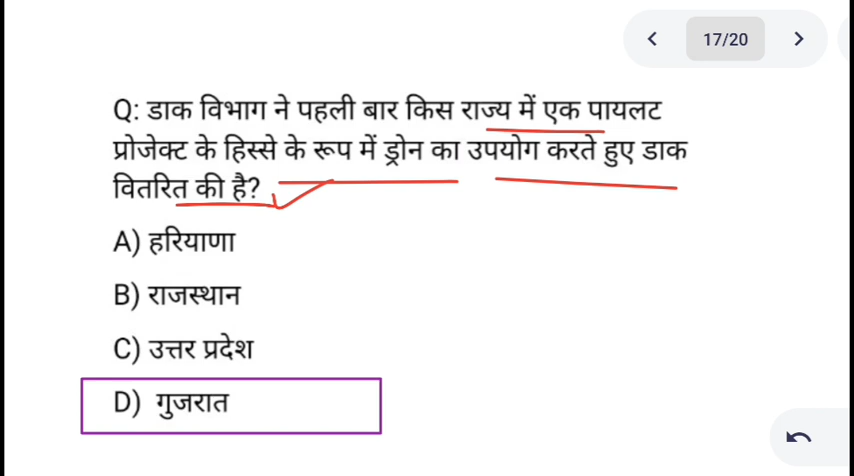 17/20
Q: डाक विभाग ने पहली बार किस राज्य में एक पायलट
प्रोजेक्ट के हिस्से के रूप में ड्रोन का उपयोग करते हुए डाक
वितरित की है?
A) हरियाणा
B) राजस्थान
C) उत्तर प्रदेश
D) गुजरात